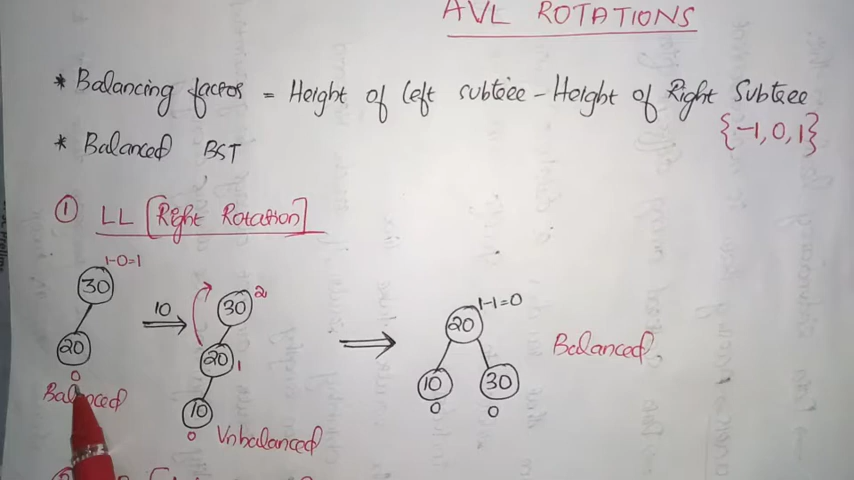 AVL ROTATIONS
* Balancing factor = Height of left subtree - Height of Right Subtree
{-1, 0, 1}
* Balanced BST
① LL [Right Rotation]
1-0=1
30
20
0
Balanced
10
30 2
20 1
10
0
Unbalanced
1-1=0
20
10 30
0 0
Balanced